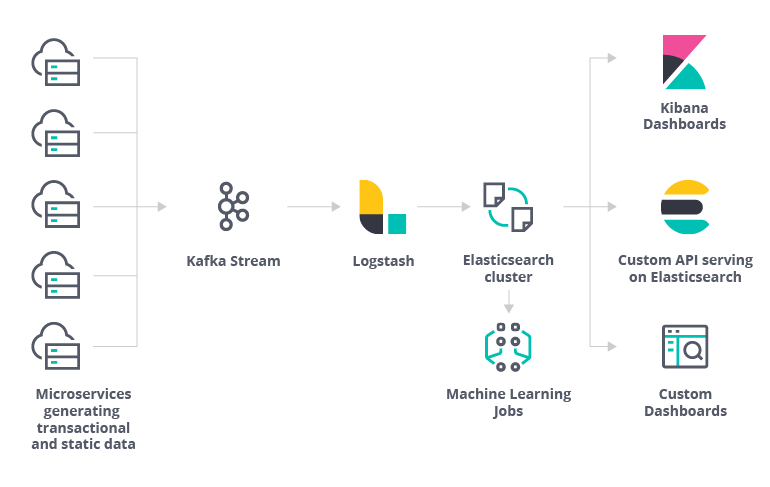 Kibana
Dashboards
Kafka Stream
Logstash
Elasticsearch
cluster
Custom API serving
on Elasticsearch
Microservices
generating
transactional
and static data
Machine Learning
Jobs
Custom
Dashboards